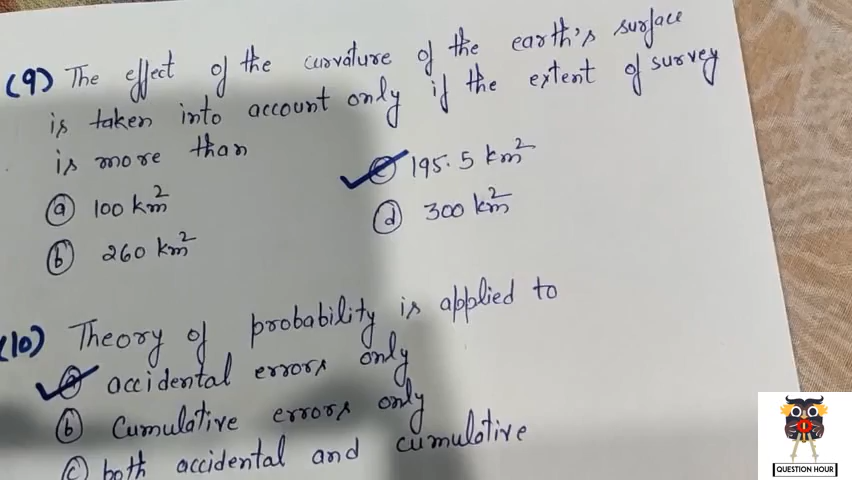 (9) The effect of the curvature of the earth's surface
is taken into account only if the extent of survey
is more than
(a) 100 km²
(b) 260 km²
(c) 195.5 km²
(d) 300 km²
(10) Theory of probability is applied to
(a) accidental errors only
(b) Cumulative errors only
(c) both accidental and cumulative
QUESTION HOUR